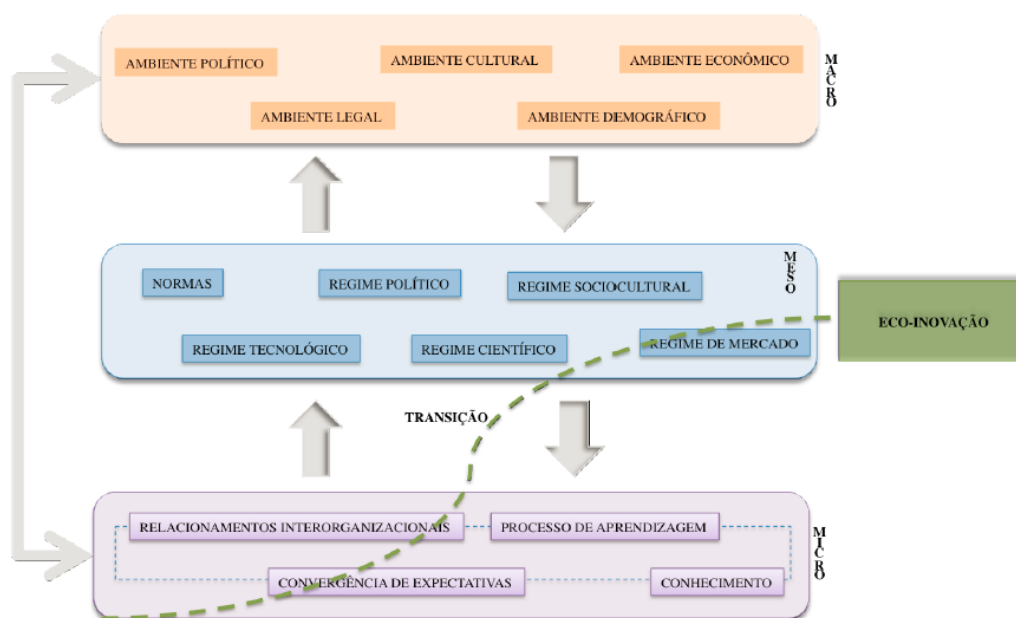 AMBIENTE POLÍTICO
AMBIENTE CULTURAL
AMBIENTE ECONÔMICO
AMBIENTE LEGAL
AMBIENTE DEMOGRÁFICO
MACRO
NORMAS
REGIME POLÍTICO
REGIME SOCIOCULTURAL
MESO
REGIME TECNOLÓGICO
REGIME CIENTÍFICO
REGIME DE MERCADO
ECO-INOVAÇÃO
TRANSIÇÃO
RELACIONAMENTOS INTERORGANIZACIONAIS
PROCESSO DE APRENDIZAGEM
MICRO
CONVERGÊNCIA DE EXPECTATIVAS
CONHECIMENTO